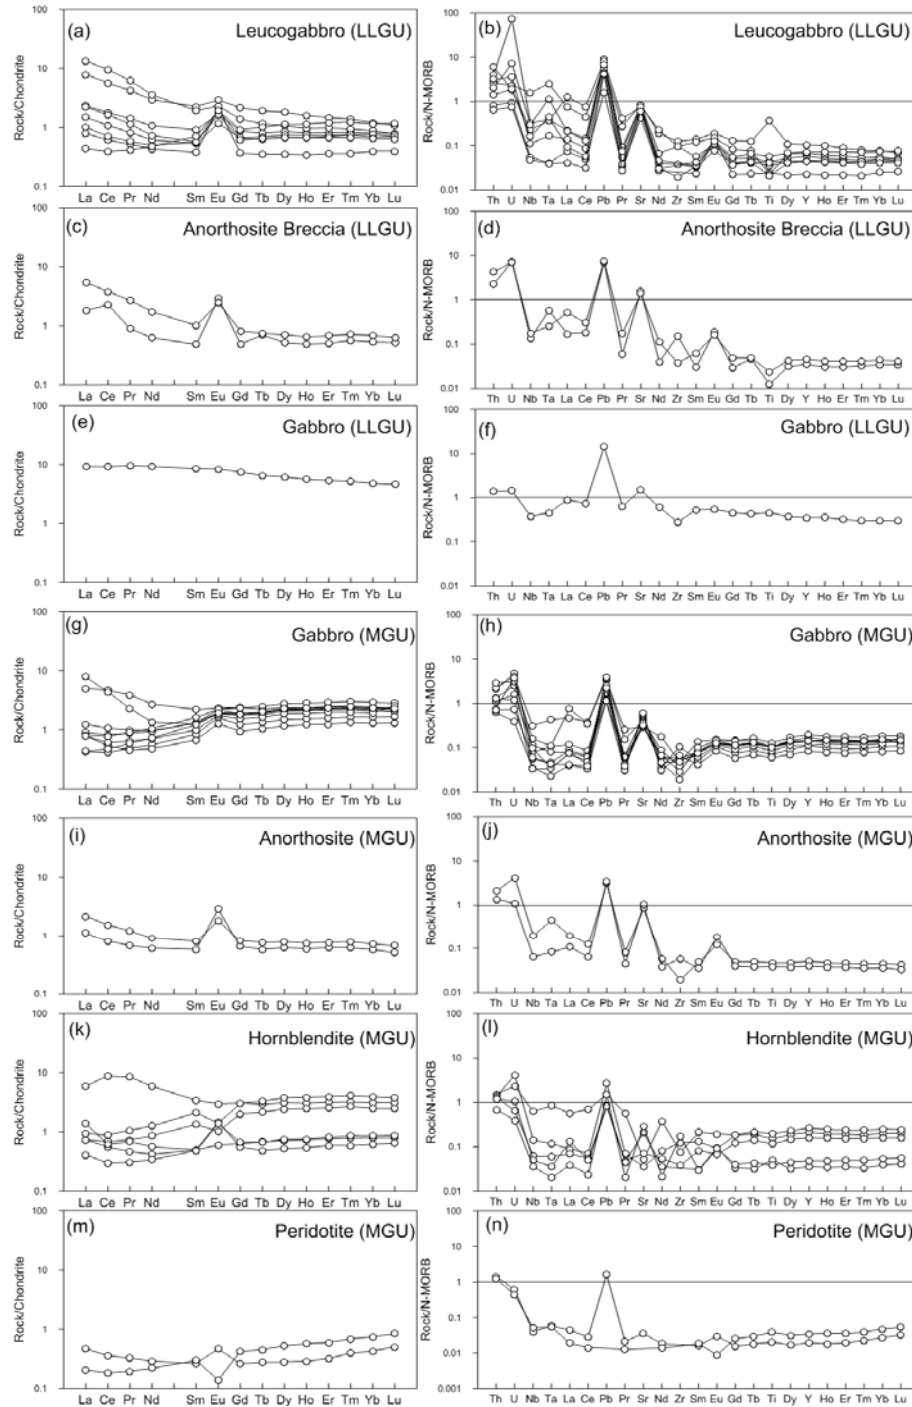 (a) Leucogabbro (LLGU)
Rock/Chondrite
100
10
1
0.1
La Ce Pr Nd Sm Eu Gd Tb Dy Ho Er Tm Yb Lu
(b) Leucogabbro (LLGU)
Rock/N-MORB
100
10
1
0.1
0.01
Th U Nb Ta La Ce Pb Pr Sr Nd Zr Sm Eu Gd Tb Ti Dy Y Ho Er Tm Yb Lu
(c) Anorthosite Breccia (LLGU)
Rock/Chondrite
100
10
1
0.1
La Ce Pr Nd Sm Eu Gd Tb Dy Ho Er Tm Yb Lu
(d) Anorthosite Breccia (LLGU)
Rock/N-MORB
100
10
1
0.1
0.01
Th U Nb Ta La Ce Pb Pr Sr Nd Zr Sm Eu Gd Tb Ti Dy Y Ho Er Tm Yb Lu
(e) Gabbro (LLGU)
Rock/Chondrite
100
10
1
0.1
La Ce Pr Nd Sm Eu Gd Tb Dy Ho Er Tm Yb Lu
(f) Gabbro (LLGU)
Rock/N-MORB
100
10
1
0.1
0.01
Th U Nb Ta La Ce Pb Pr Sr Nd Zr Sm Eu Gd Tb Ti Dy Y Ho Er Tm Yb Lu
(g) Gabbro (MGU)
Rock/Chondrite
100
10
1
0.1
La Ce Pr Nd Sm Eu Gd Tb Dy Ho Er Tm Yb Lu
(h) Gabbro (MGU)
Rock/N-MORB
100
10
1
0.1
0.01
Th U Nb Ta La Ce Pb Pr Sr Nd Zr Sm Eu Gd Tb Ti Dy Y Ho Er Tm Yb Lu
(i) Anorthosite (MGU)
Rock/Chondrite
100
10
1
0.1
La Ce Pr Nd Sm Eu Gd Tb Dy Ho Er Tm Yb Lu
(j) Anorthosite (MGU)
Rock/N-MORB
100
10
1
0.1
0.01
Th U Nb Ta La Ce Pb Pr Sr Nd Zr Sm Eu Gd Tb Ti Dy Y Ho Er Tm Yb Lu
(k) Hornblendite (MGU)
Rock/Chondrite
100
10
1
0.1
La Ce Pr Nd Sm Eu Gd Tb Dy Ho Er Tm Yb Lu
(l) Hornblendite (MGU)
Rock/N-MORB
100
10
1
0.1
0.01
Th U Nb Ta La Ce Pb Pr Sr Nd Zr Sm Eu Gd Tb Ti Dy Y Ho Er Tm Yb Lu
(m) Peridotite (MGU)
Rock/Chondrite
100
10
1
0.1
La Ce Pr Nd Sm Eu Gd Tb Dy Ho Er Tm Yb Lu
(n) Peridotite (MGU)
Rock/N-MORB
100
10
1
0.1
0.01
0.001
Th U Nb Ta La Ce Pb Pr Sr Nd Zr Sm Eu Gd Tb Ti Dy Y Ho Er Tm Yb Lu